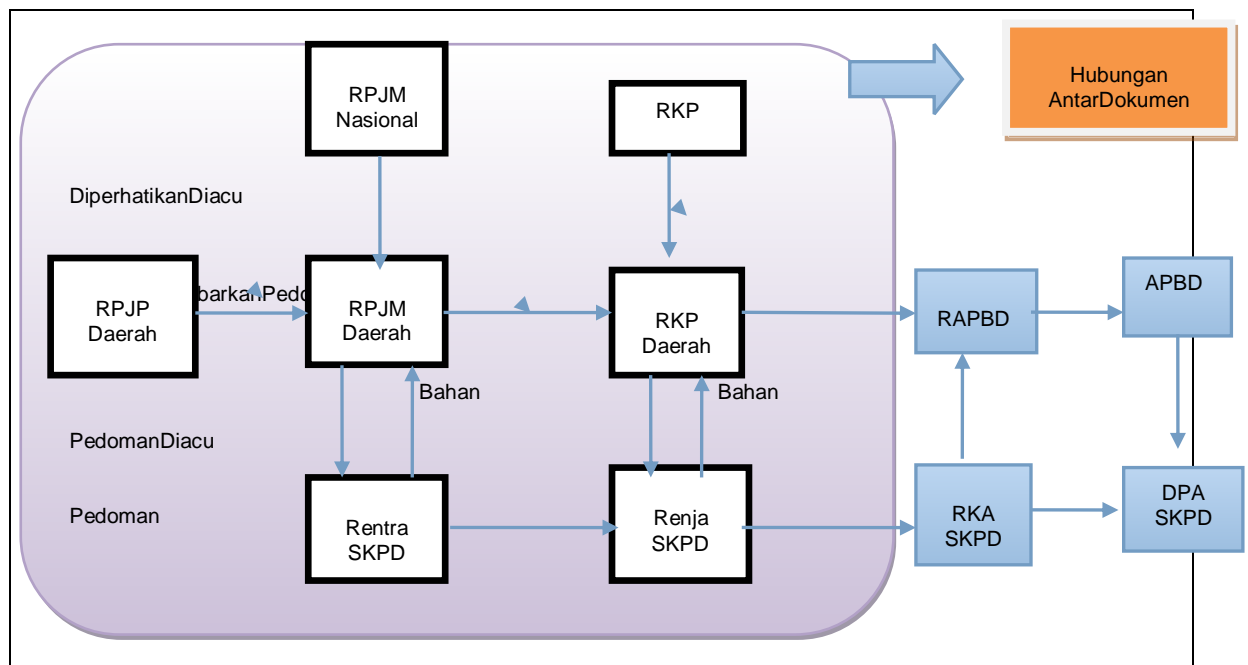 Hubungan
AntarDokumen
RPJM
Nasional
RKP
DiperhatikanDiacu
RPJP
Daerah
barkanPedo
RPJM
Daerah
RKP
Daerah
RAPBD
APBD
Bahan
Bahan
PedomanDiacu
Pedoman
Rentra
SKPD
Renja
SKPD
RKA
SKPD
DPA
SKPD